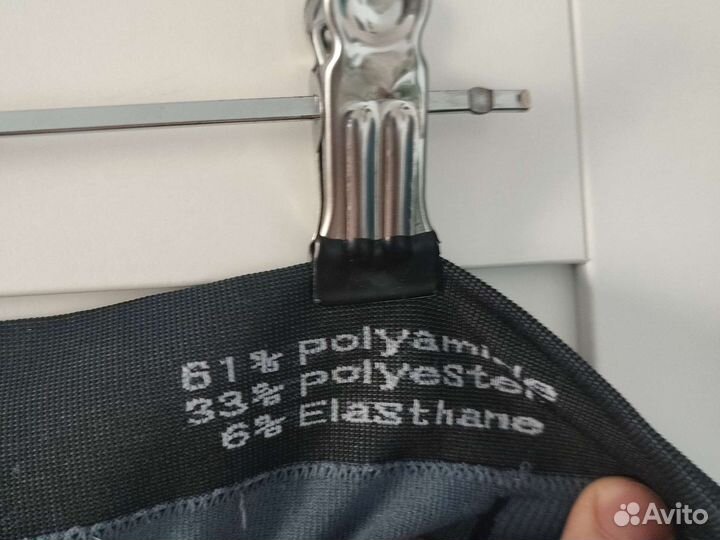 61% Polyamide
33% Polyester
6% Elasthane
Avito